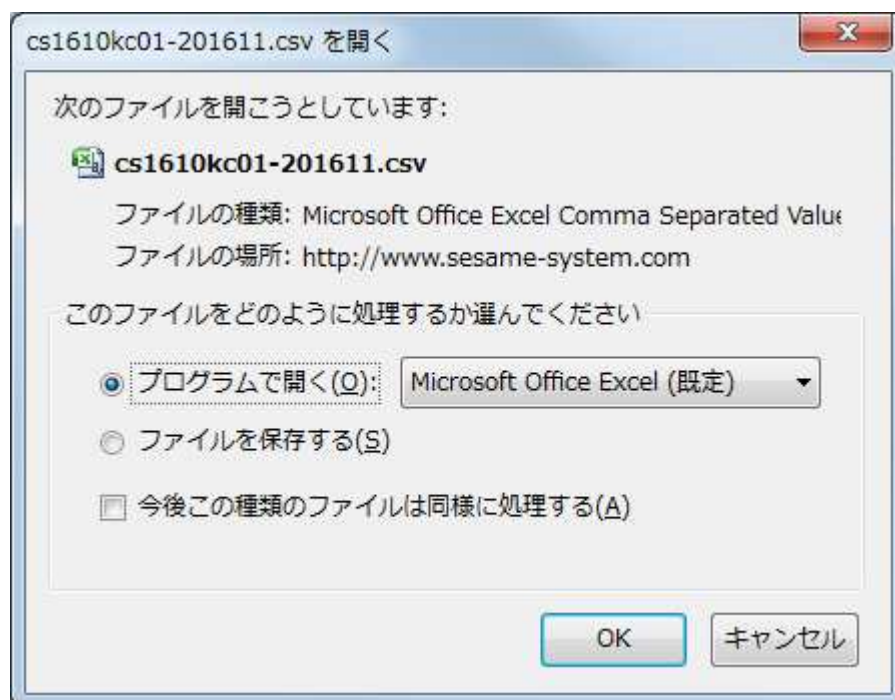 cs1610kc01-201611.csv を開く
次のファイルを開こうとしています:
cs1610kc01-201611.csv
ファイルの種類: Microsoft Office Excel Comma Separated Value
ファイルの場所: http://www.sesame-system.com
このファイルをどのように処理するか選んでください
プログラムで開く(O): Microsoft Office Excel (既定)
ファイルを保存する(S)
今後この種類のファイルは同様に処理する(A)
OK キャンセル